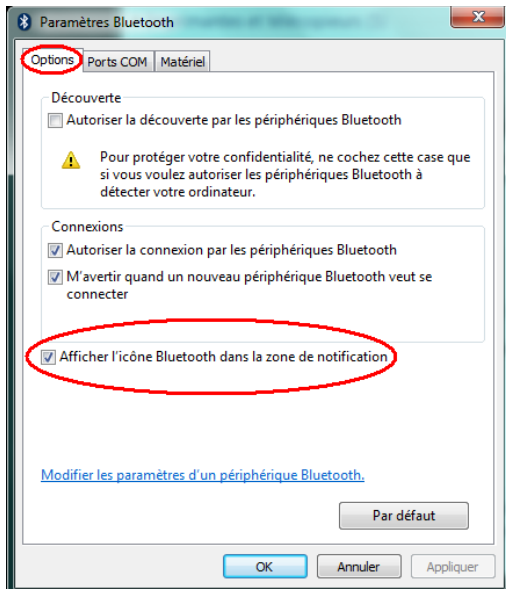 Paramètres Bluetooth
Options Ports COM Matériel
Découverte
Autoriser la découverte par les périphériques Bluetooth
Pour protéger votre confidentialité, ne cochez cette case que
si vous voulez autoriser les périphériques Bluetooth à
détecter votre ordinateur.
Connexions
Autoriser la connexion par les périphériques Bluetooth
M'avertir quand un nouveau périphérique Bluetooth veut se
connecter
Afficher l'icône Bluetooth dans la zone de notification
Modifier les paramètres d'un périphérique Bluetooth.
Par défaut
OK Annuler Appliquer